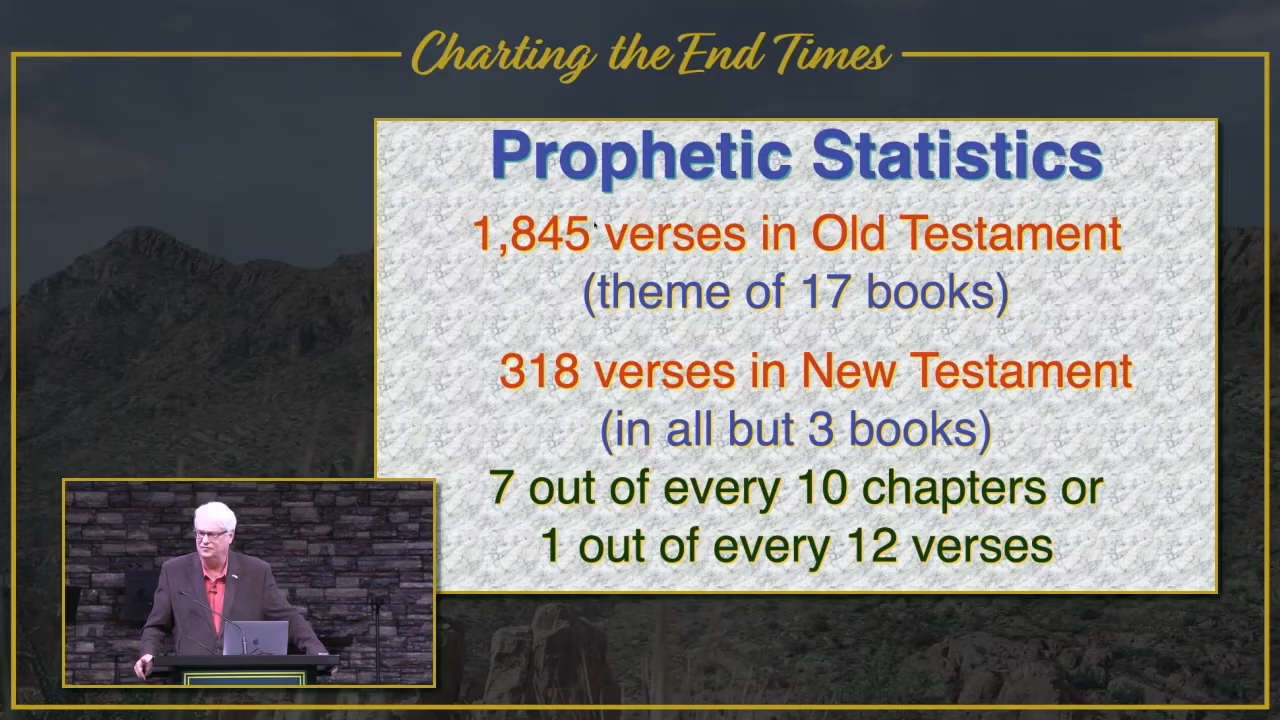 Charting the End Times
Prophetic Statistics
1,845 verses in Old Testament
(theme of 17 books)
318 verses in New Testament
(in all but 3 books)
7 out of every 10 chapters or
1 out of every 12 verses